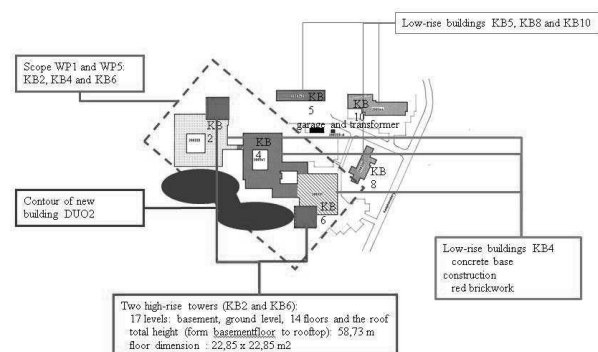 Low-rise buildings KB5, KB8 and KB10
Scope WP1 and WP5:
KB2, KB4 and KB6
KB
5
KB
10
garage and transformer
KB
2
KB
4
KB
8
KB
6
Contour of new
building DUO2
Low-rise buildings KB4
concrete base
construction
red brickwork
Two high-rise towers (KB2 and KB6):
17 levels: basement, ground level, 14 floors and the roof
total height (form basementfloor to rooftop): 58,73 m
floor dimension : 22,85 x 22,85 m2